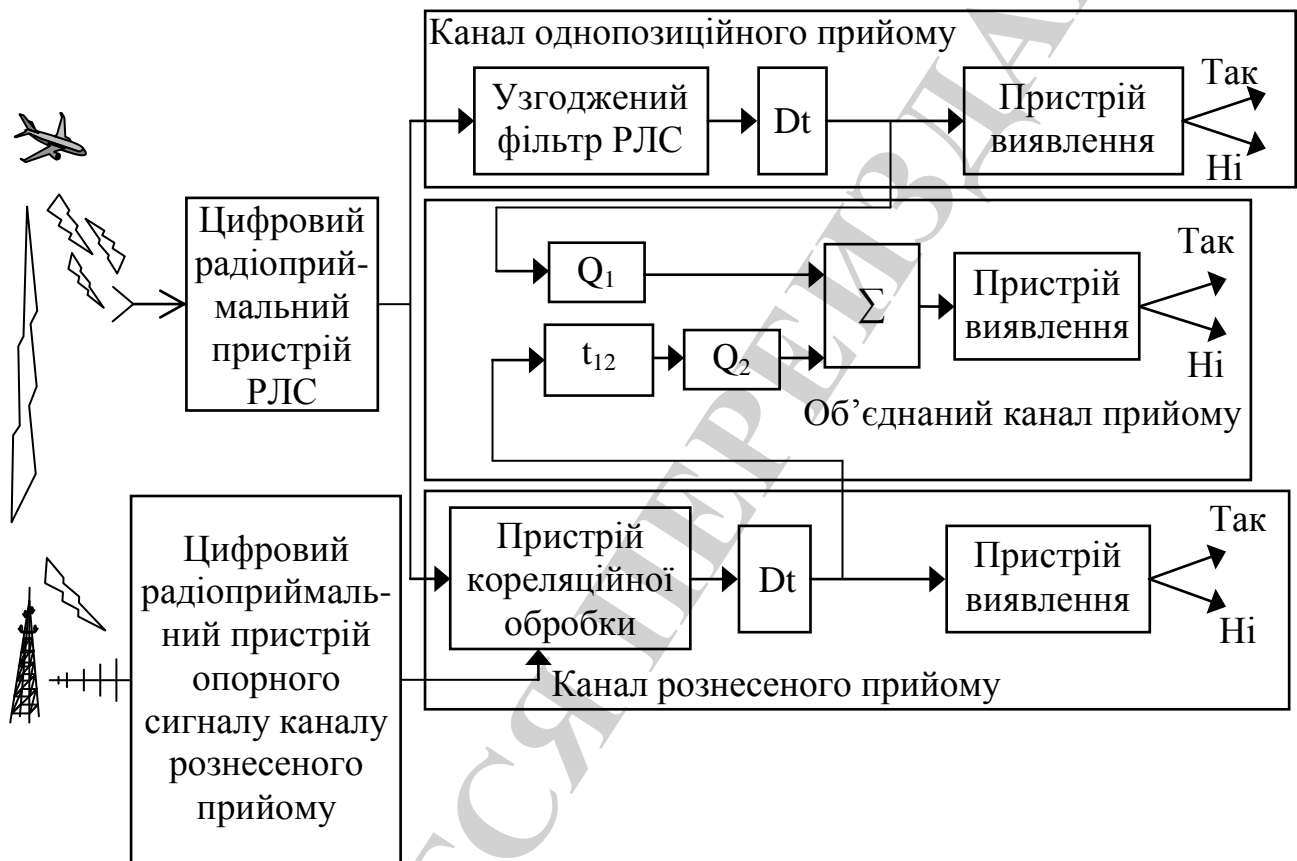 Канал однопозиційного прийому
Узгоджений
фільтр РЛС
Dt
Пристрій
виявлення
Так
Ні
Цифровий
радіоприй-
мальний
пристрій
РЛС
Q1
t12
Q2
Σ
Пристрій
виявлення
Так
Ні
Об’єднаний канал прийому
Цифровий
радіоприймаль-
ний пристрій
опорного
сигналу каналу
рознесеного
прийому
Пристрій
кореляційної
обробки
Dt
Пристрій
виявлення
Так
Ні
Канал рознесеного прийому